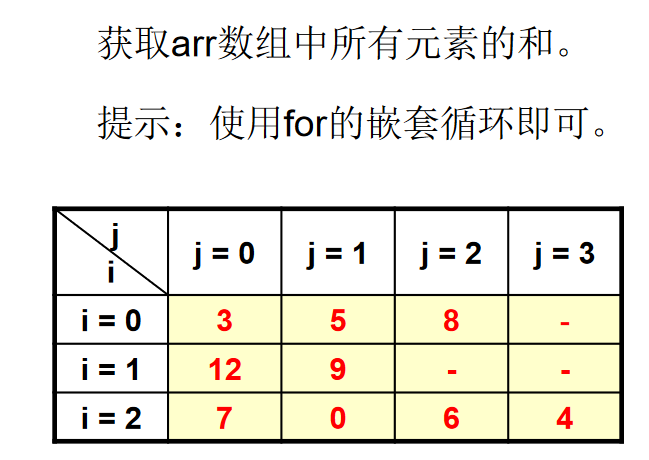 获取arr数组中所有元素的和。
提示：使用for的嵌套循环即可。
j
i
j = 0 j = 1 j = 2 j = 3
i = 0 3 5 8 -
i = 1 12 9 - -
i = 2 7 0 6 4